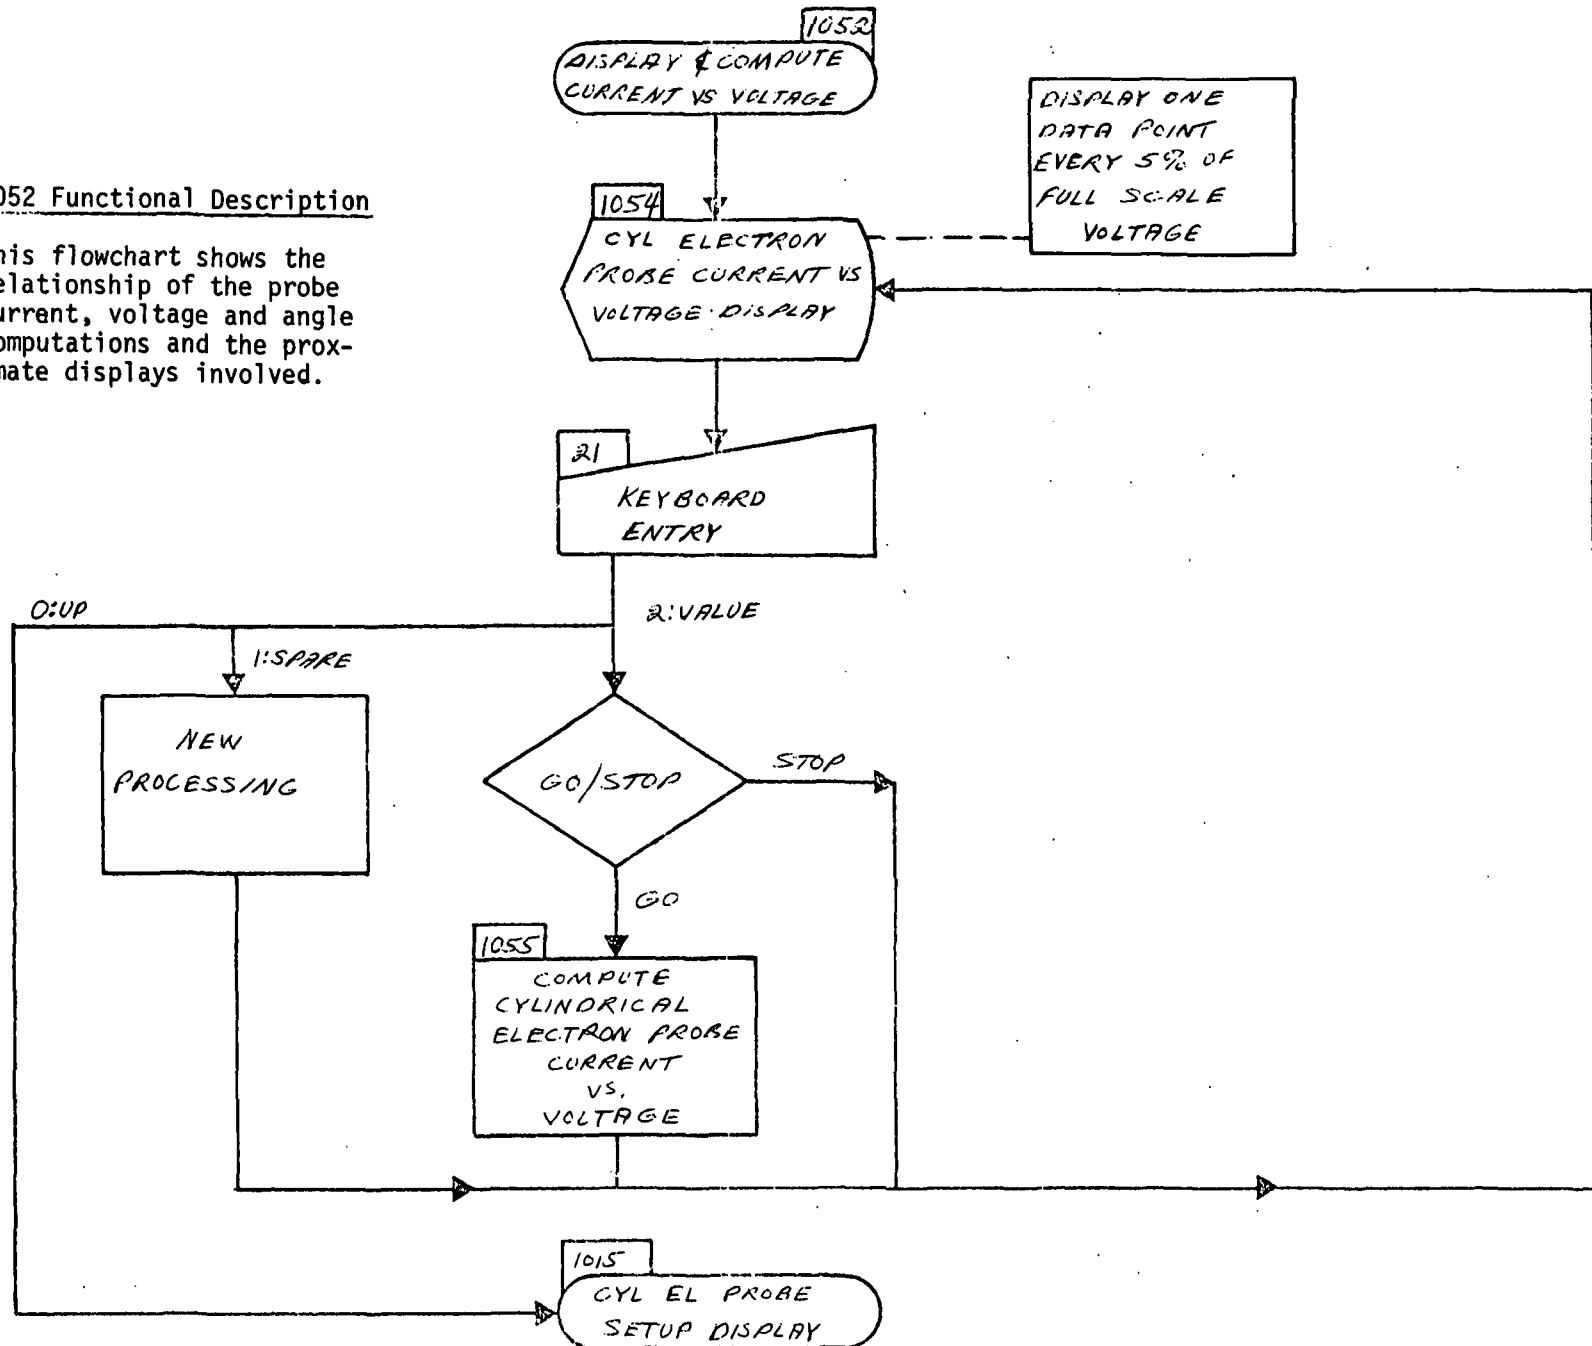 1052
DISPLAY & COMPUTE
CURRENT VS VOLTAGE
DISPLAY ONE
DATA POINT
EVERY 5% OF
FULL SCALE
VOLTAGE
052 Functional Description
his flowchart shows the
elationship of the probe
urrent, voltage and angle
omputations and the prox-
mate displays involved.
1054
CYL ELECTRON
PROBE CURRENT VS
VOLTAGE DISPLAY
21
KEYBOARD
ENTRY
0:UP
2:VALUE
1:SPARE
NEW
PROCESSING
GO/STOP
STOP
GO
1055
COMPUTE
CYLINDRICAL
ELECTRON PROBE
CURRENT
VS.
VOLTAGE
1015
CYL EL PROBE
SETUP DISPLAY